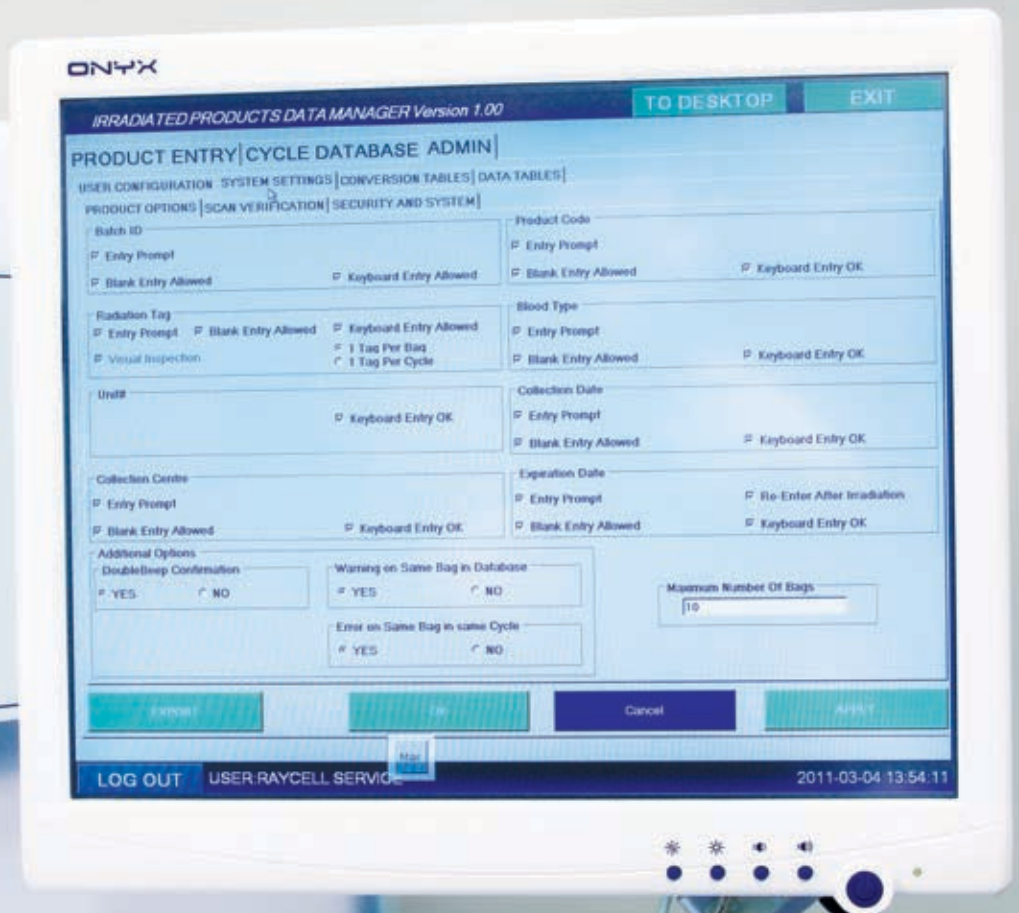 ONYX
IRRADIATED PRODUCTS DATA MANAGER Version 1.00
TO DESKTOP
EXIT
PRODUCT ENTRY CYCLE DATABASE ADMIN
USER CONFIGURATION SYSTEM SETTINGS CONVERSION TABLES DATA TABLES
PRODUCT OPTIONS SCAN VERIFICATION SECURITY AND SYSTEM
Batch ID
Entry Prompt
Blank Entry Allowed
Keyboard Entry Allowed
Product Code
Entry Prompt
Blank Entry Allowed
Keyboard Entry OK
Radiation Tag
Entry Prompt
Blank Entry Allowed
Keyboard Entry Allowed
Visual Inspection
1 Tag Per Bag
1 Tag Per Cycle
Blood Type
Entry Prompt
Blank Entry Allowed
Keyboard Entry OK
Unit#
Keyboard Entry OK
Collection Date
Entry Prompt
Blank Entry Allowed
Keyboard Entry OK
Collection Centre
Entry Prompt
Blank Entry Allowed
Keyboard Entry OK
Expiration Date
Entry Prompt
Re-Enter After Irradiation
Blank Entry Allowed
Keyboard Entry OK
Additional Options
DoubleBeep Confirmation
YES NO
Warning on Same Bag in Database
YES NO
Error on Same Bag in same Cycle
YES NO
Maximum Number Of Bags
10
EXPORT
Cancel
APPLY
LOG OUT
USER:RAYCELL SERVICE
2011-03-04 13:54:11